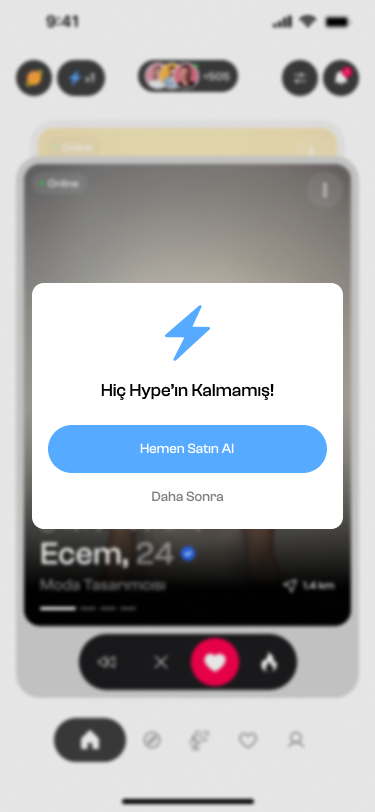 9:41
x1
+505
Online
Online
Hiç Hype’ın Kalmamış!
Hemen Satın Al
Daha Sonra
Ecem, 24
Moda Tasarımcısı
1.4 km